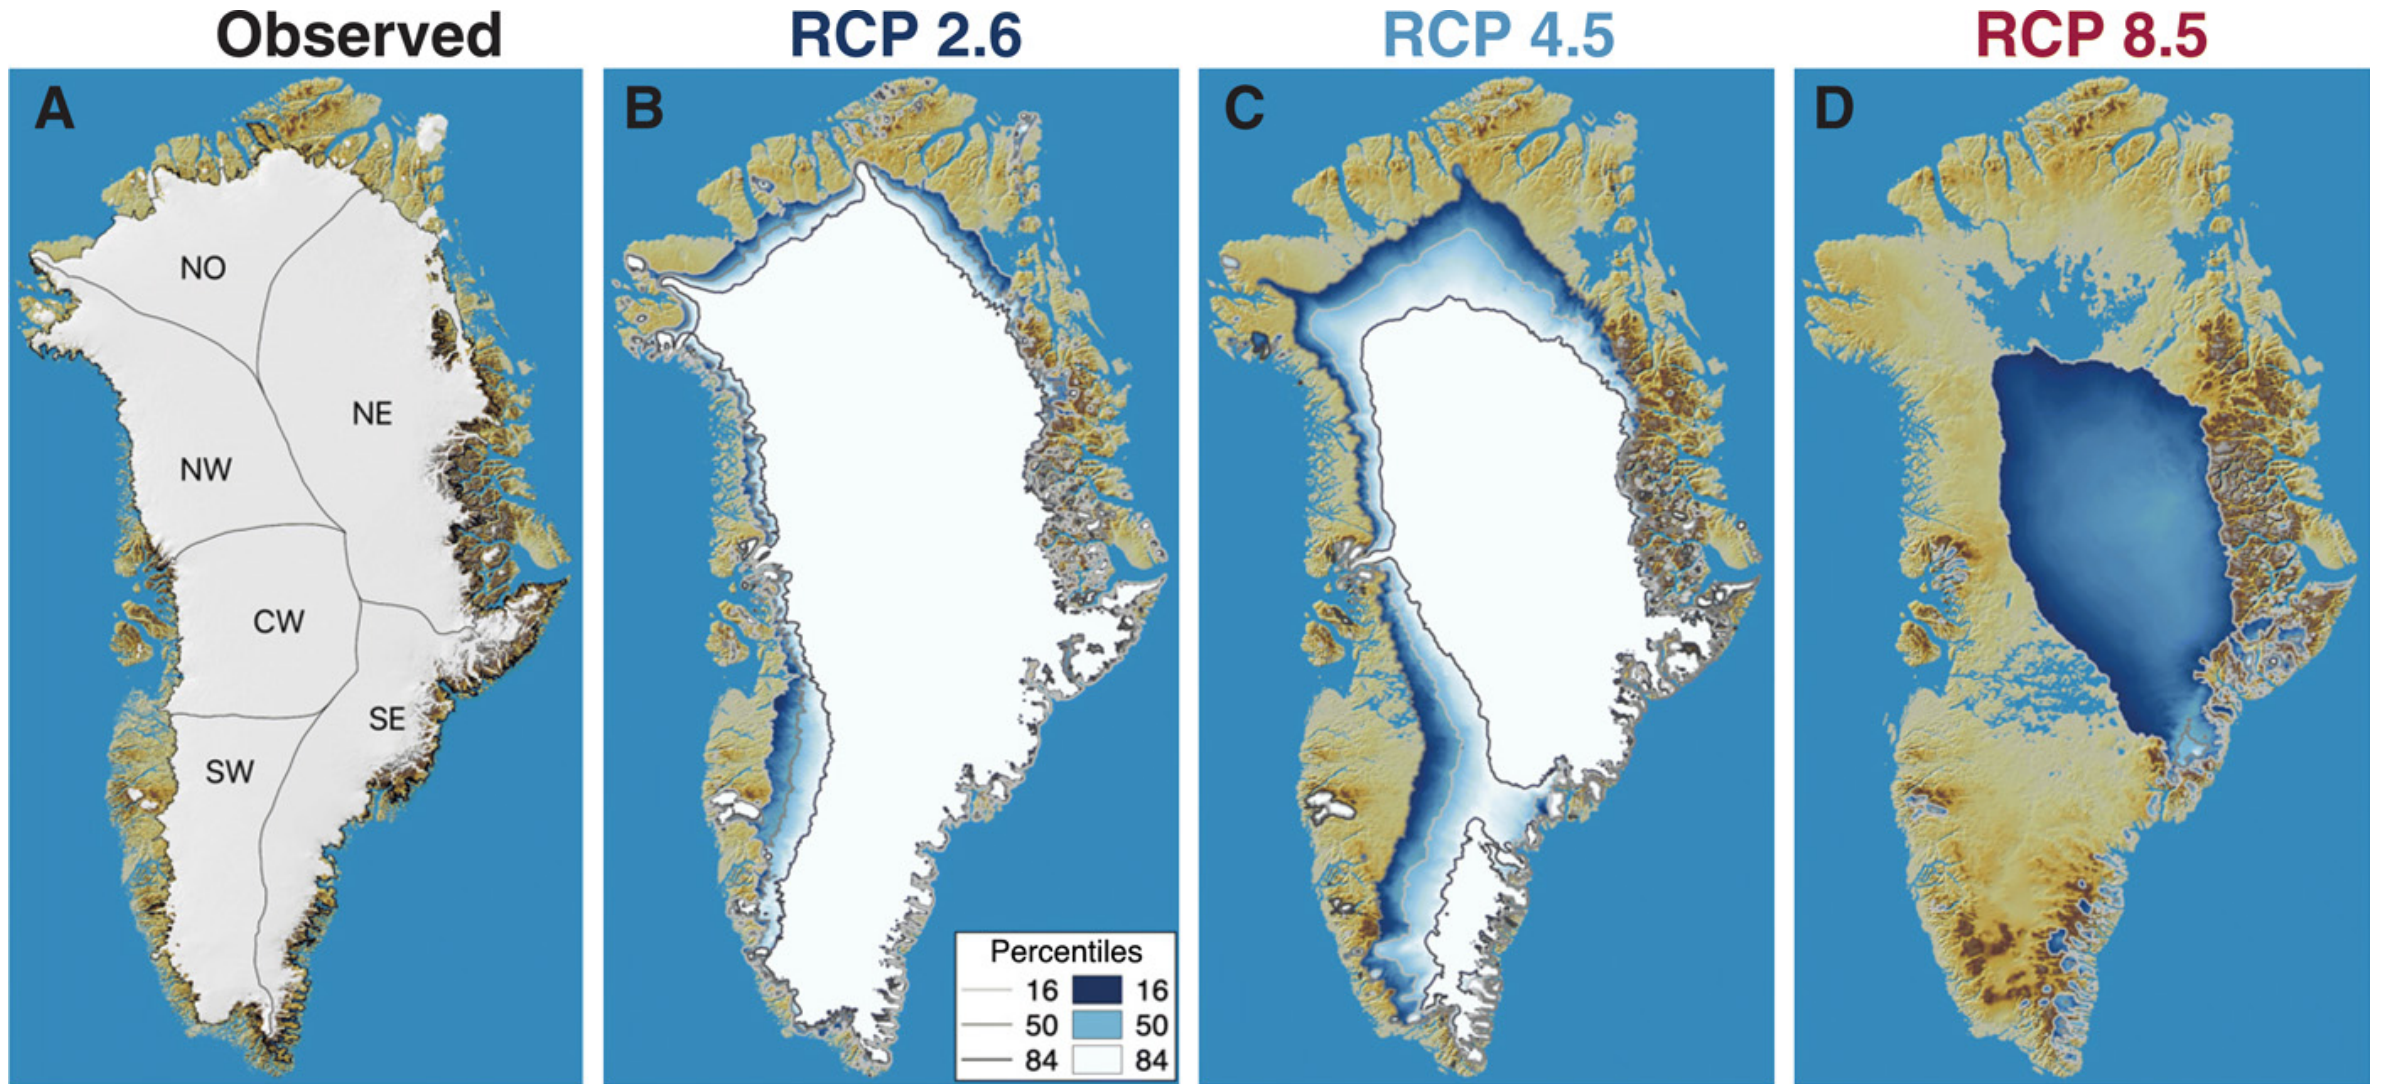 Observed
RCP 2.6
RCP 4.5
RCP 8.5
A
B
C
D
NO
NE
NW
CW
SE
SW
Percentiles
16 16
50 50
84 84